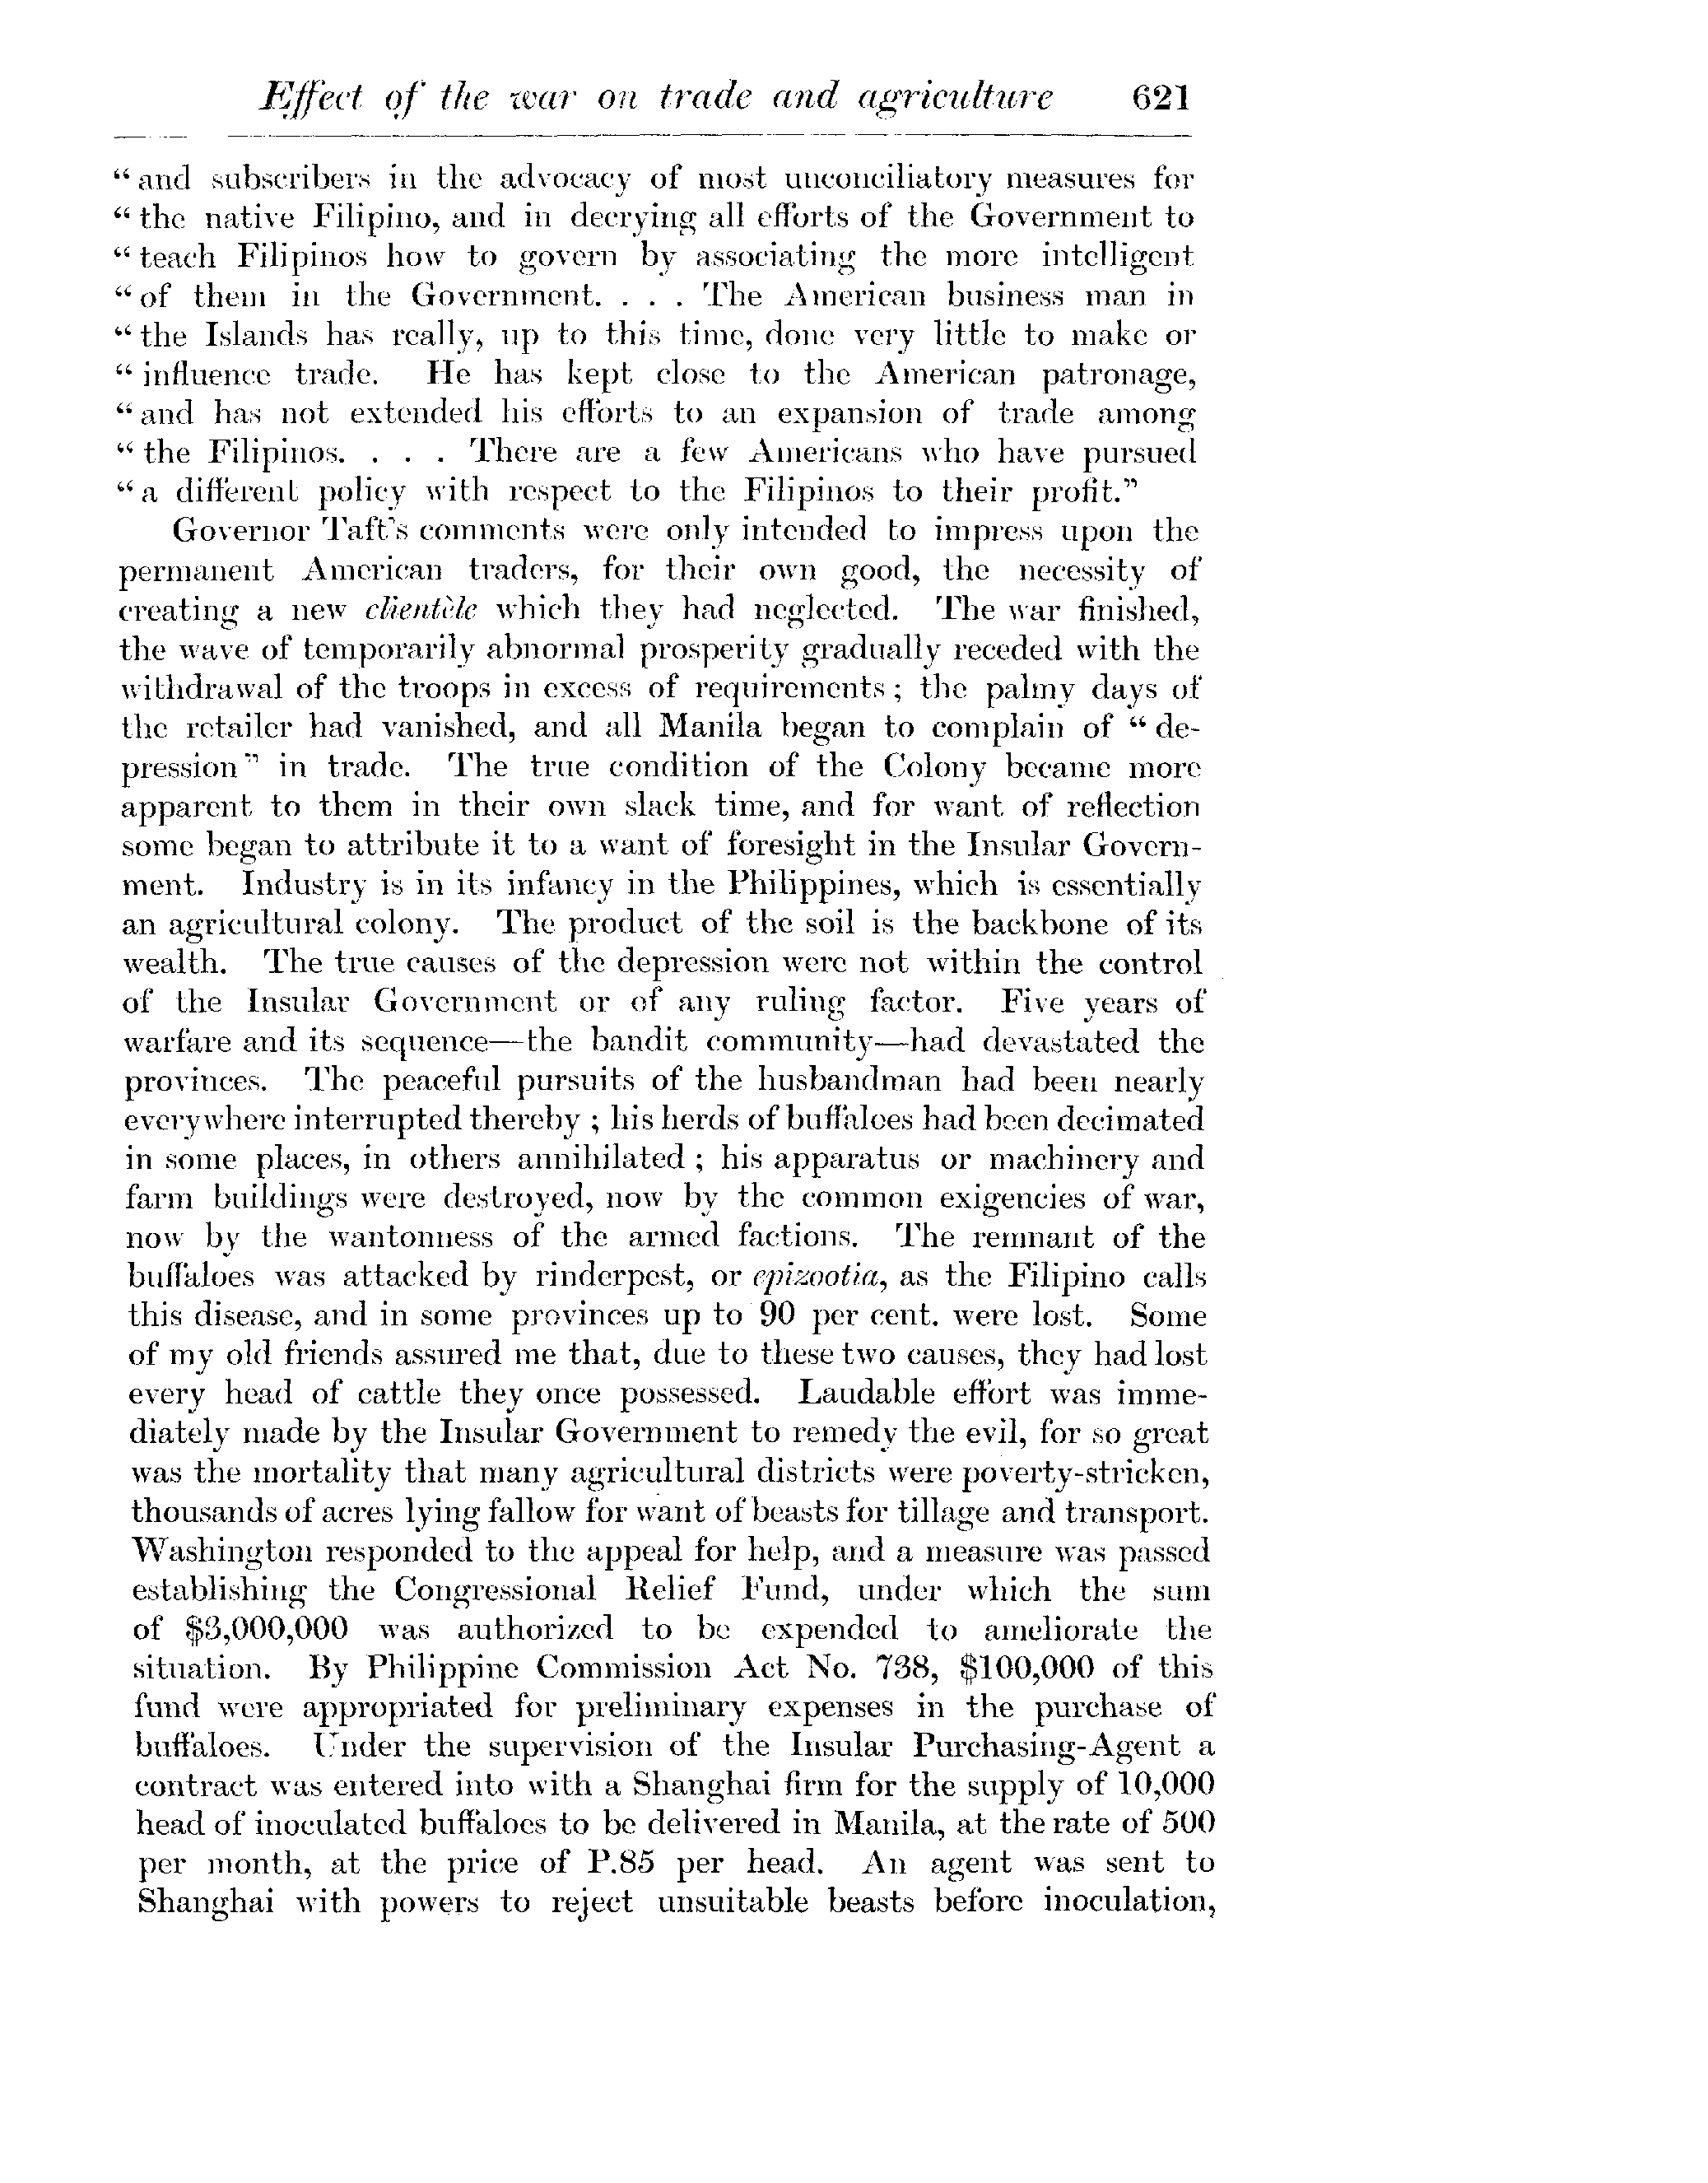 Effect of the war on trade and agriculture 621
“and subscribers in the advocacy of most unconciliatory measures for
“the native Filipino, and in decrying all efforts of the Government to
“teach Filipinos how to govern by associating the more intelligent
“of them in the Government. . . . The American business man in
“the Islands has really, up to this time, done very little to make or
“influence trade. He has kept close to the American patronage,
“and has not extended his efforts to an expansion of trade among
“the Filipinos. . . . There are a few Americans who have pursued
“a different policy with respect to the Filipinos to their profit.”
Governor Taft's comments were only intended to impress upon the
permanent American traders, for their own good, the necessity of
creating a new clientèle which they had neglected. The war finished,
the wave of temporarily abnormal prosperity gradually receded with the
withdrawal of the troops in excess of requirements; the palmy days of
the retailer had vanished, and all Manila began to complain of “de-
pression” in trade. The true condition of the Colony became more
apparent to them in their own slack time, and for want of reflection
some began to attribute it to a want of foresight in the Insular Govern-
ment. Industry is in its infancy in the Philippines, which is essentially
an agricultural colony. The product of the soil is the backbone of its
wealth. The true causes of the depression were not within the control
of the Insular Government or of any ruling factor. Five years of
warfare and its sequence—the bandit community—had devastated the
provinces. The peaceful pursuits of the husbandman had been nearly
everywhere interrupted thereby; his herds of buffaloes had been decimated
in some places, in others annihilated; his apparatus or machinery and
farm buildings were destroyed, now by the common exigencies of war,
now by the wantonness of the armed factions. The remnant of the
buffaloes was attacked by rinderpest, or epizootia, as the Filipino calls
this disease, and in some provinces up to 90 per cent. were lost. Some
of my old friends assured me that, due to these two causes, they had lost
every head of cattle they once possessed. Laudable effort was imme-
diately made by the Insular Government to remedy the evil, for so great
was the mortality that many agricultural districts were poverty-stricken,
thousands of acres lying fallow for want of beasts for tillage and transport.
Washington responded to the appeal for help, and a measure was passed
establishing the Congressional Relief Fund, under which the sum
of $3,000,000 was authorized to be expended to ameliorate the
situation. By Philippine Commission Act No. 738, $100,000 of this
fund were appropriated for preliminary expenses in the purchase of
buffaloes. Under the supervision of the Insular Purchasing-Agent a
contract was entered into with a Shanghai firm for the supply of 10,000
head of inoculated buffaloes to be delivered in Manila, at the rate of 500
per month, at the price of P.85 per head. An agent was sent to
Shanghai with powers to reject unsuitable beasts before inoculation,